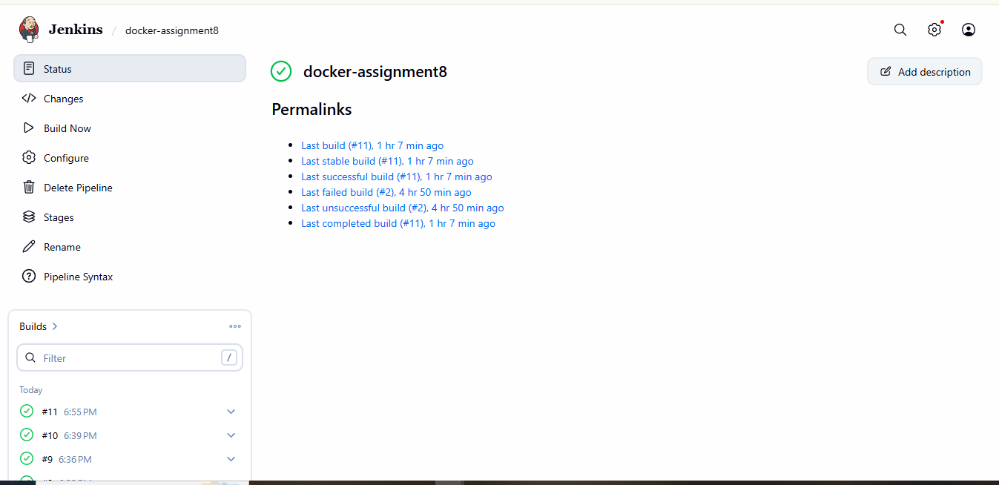 Jenkins / docker-assignment8
Status
Changes
Build Now
Configure
Delete Pipeline
Stages
Rename
Pipeline Syntax
Builds
Filter /
Today
#11 6:55 PM
#10 6:39 PM
#9 6:36 PM
docker-assignment8
Add description
Permalinks
Last build (#11), 1 hr 7 min ago
Last stable build (#11), 1 hr 7 min ago
Last successful build (#11), 1 hr 7 min ago
Last failed build (#2), 4 hr 50 min ago
Last unsuccessful build (#2), 4 hr 50 min ago
Last completed build (#11), 1 hr 7 min ago